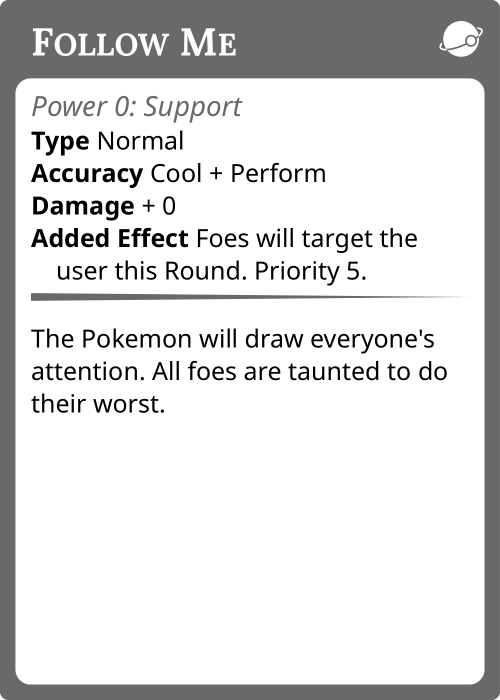 Follow Me
Power 0: Support
Type Normal
Accuracy Cool + Perform
Damage + 0
Added Effect Foes will target the
user this Round. Priority 5.
The Pokemon will draw everyone's
attention. All foes are taunted to do
their worst.